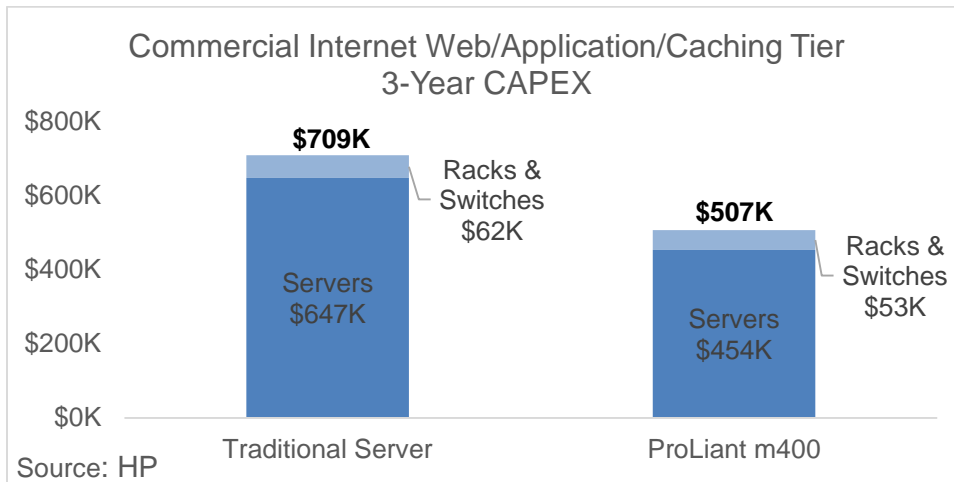 Commercial Internet Web/Application/Caching Tier
3-Year CAPEX
$800K
$600K
$400K
$200K
$0K
$709K
Racks &
Switches
$62K
Servers
$647K
$507K
Racks &
Switches
$53K
Servers
$454K
Traditional Server
ProLiant m400
Source: HP